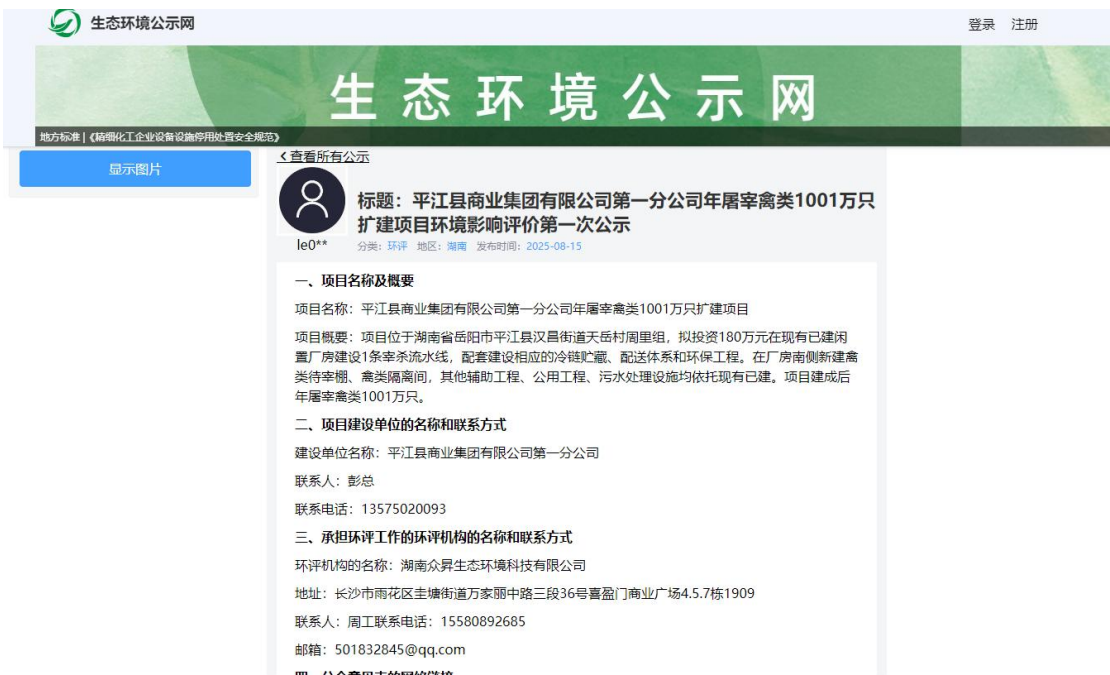 生态环境公示网
登录 注册
生态环境公示网
地方标准 | 《精细化工企业设备设施停用处置安全规范》
显示图片
查看所有公示
标题：平江县商业集团有限公司第一分公司年屠宰禽类1001万只
扩建项目环境影响评价第一次公示
le0**
分类：环评 地区：湖南 发布时间：2025-08-15
一、项目名称及概要
项目名称：平江县商业集团有限公司第一分公司年屠宰禽类1001万只扩建项目
项目概要：项目位于湖南省岳阳市平江县汉昌街道天岳村周里组，拟投资180万元在现有已建闲
置厂房建设1条宰杀流水线，配套建设相应的冷链贮藏、配送体系和环保工程。在厂房南侧新建禽
类待宰棚、禽类隔离间，其他辅助工程、公用工程、污水处理设施均依托现有已建。项目建成后
年屠宰禽类1001万只。
二、项目建设单位的名称和联系方式
建设单位名称：平江县商业集团有限公司第一分公司
联系人：彭总
联系电话：13575020093
三、承担环评工作的环评机构的名称和联系方式
环评机构的名称：湖南众昇生态环境科技有限公司
地址：长沙市雨花区圭塘街道万家丽中路三段36号喜盈门商业广场4.5.7栋1909
联系人：周工联系电话：15580892685
邮箱：501832845@qq.com
四、公众意见表的网络链接